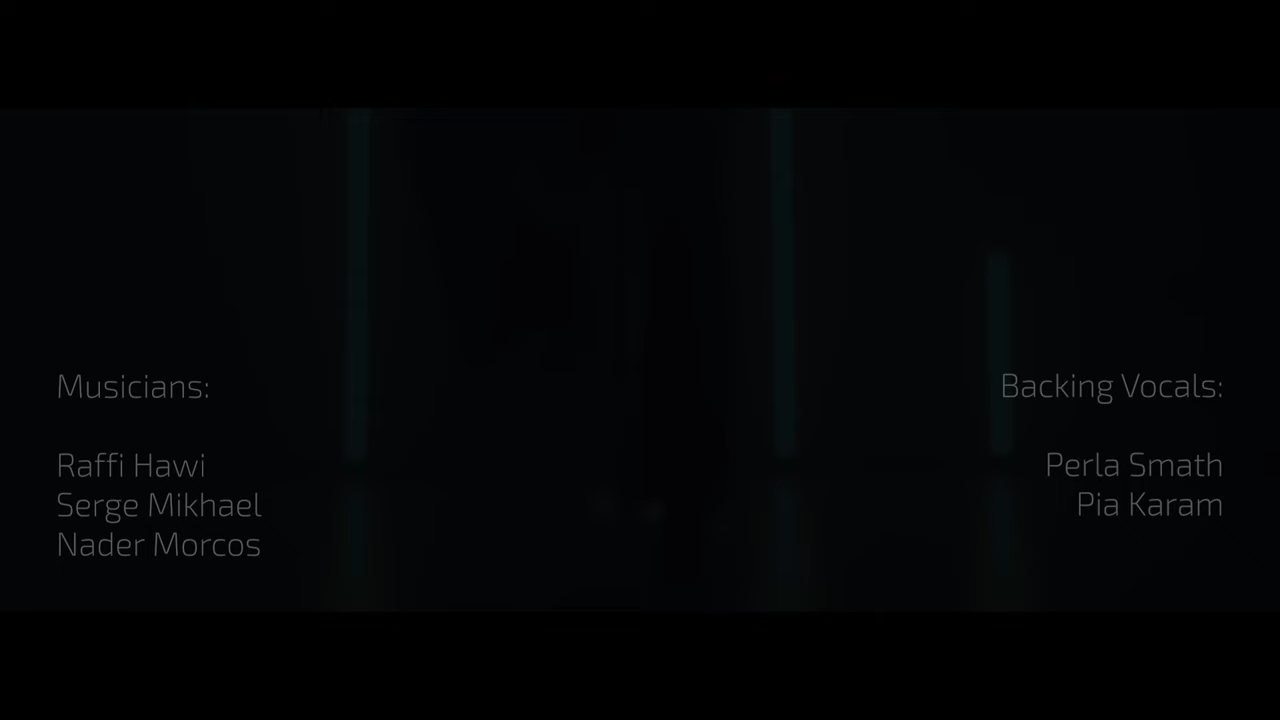 Musicians:
Raffi Hawi
Serge Mikhael
Nader Morcos
Backing Vocals:
Perla Smath
Pia Karam